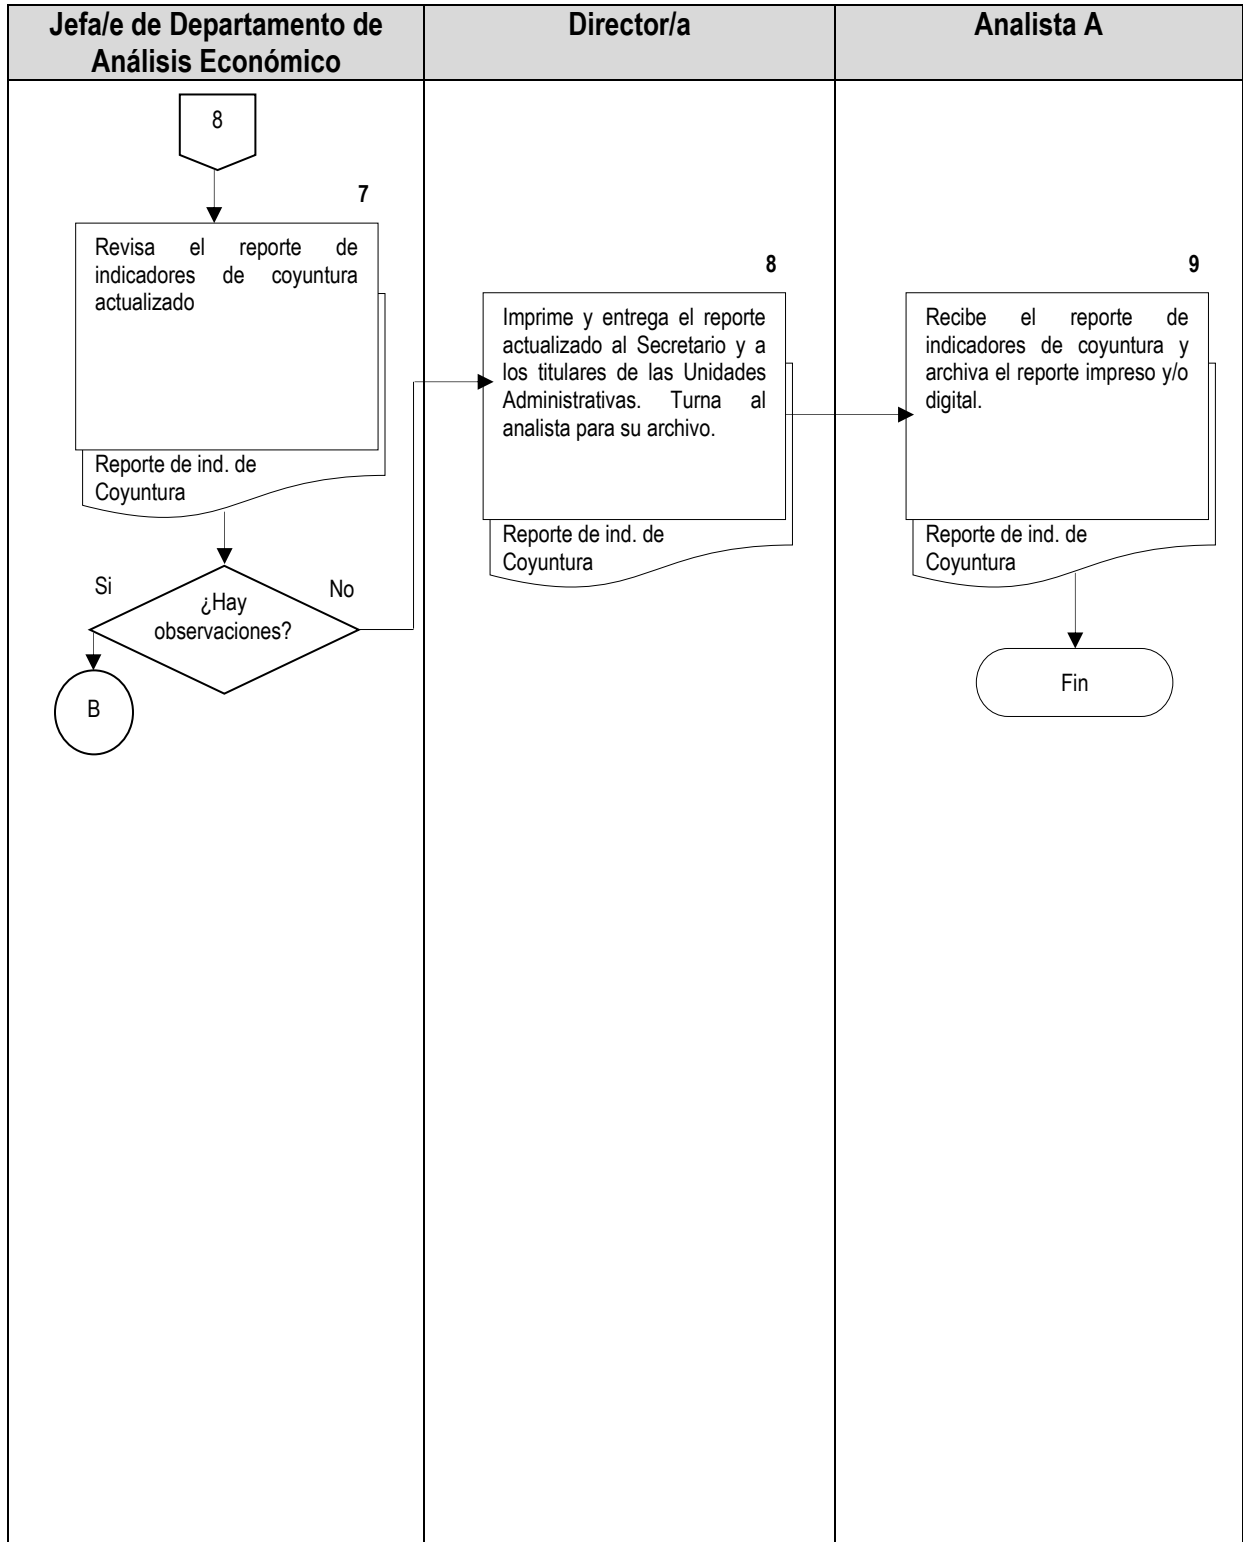 Jefa/e de Departamento de
Análisis Económico
Director/a
Analista A
8
7
Revisa el reporte de
indicadores de coyuntura
actualizado
Reporte de ind. de
Coyuntura
Si
No
¿Hay
observaciones?
B
8
Imprime y entrega el reporte
actualizado al Secretario y a
los titulares de las Unidades
Administrativas. Turna al
analista para su archivo.
Reporte de ind. de
Coyuntura
9
Recibe el reporte de
indicadores de coyuntura y
archiva el reporte impreso y/o
digital.
Reporte de ind. de
Coyuntura
Fin